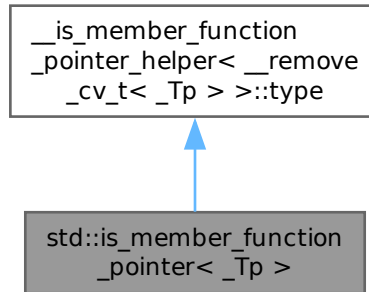 __is_member_function
_pointer_helper< __remove
_cv_t< _Tp > >::type
std::is_member_function
_pointer< _Tp >